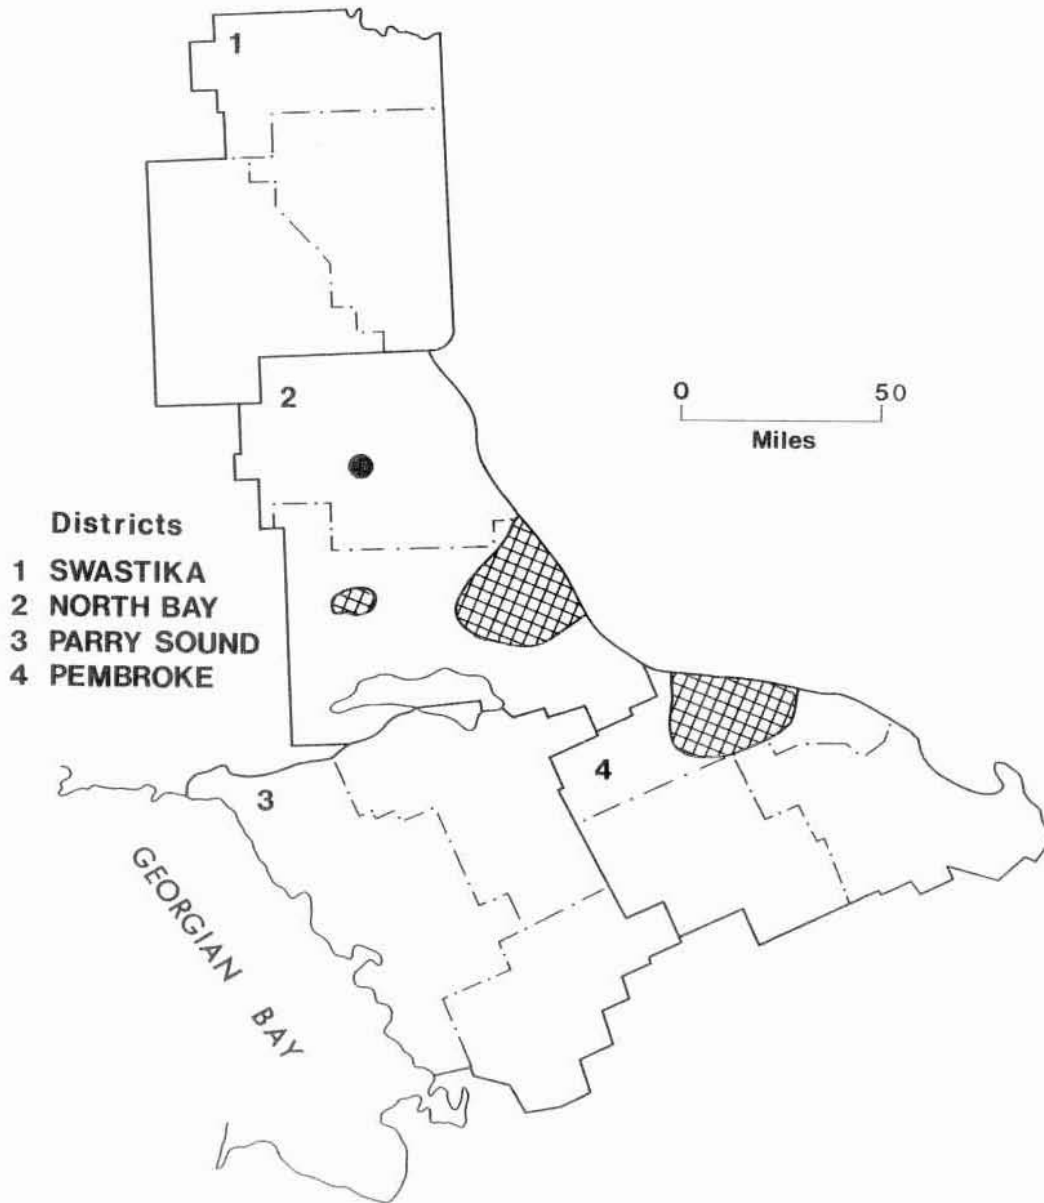 1
2
0 50
Miles
Districts
1 SWASTIKA
2 NORTH BAY
3 PARRY SOUND
4 PEMBROKE
4
3
GEORGIAN BAY